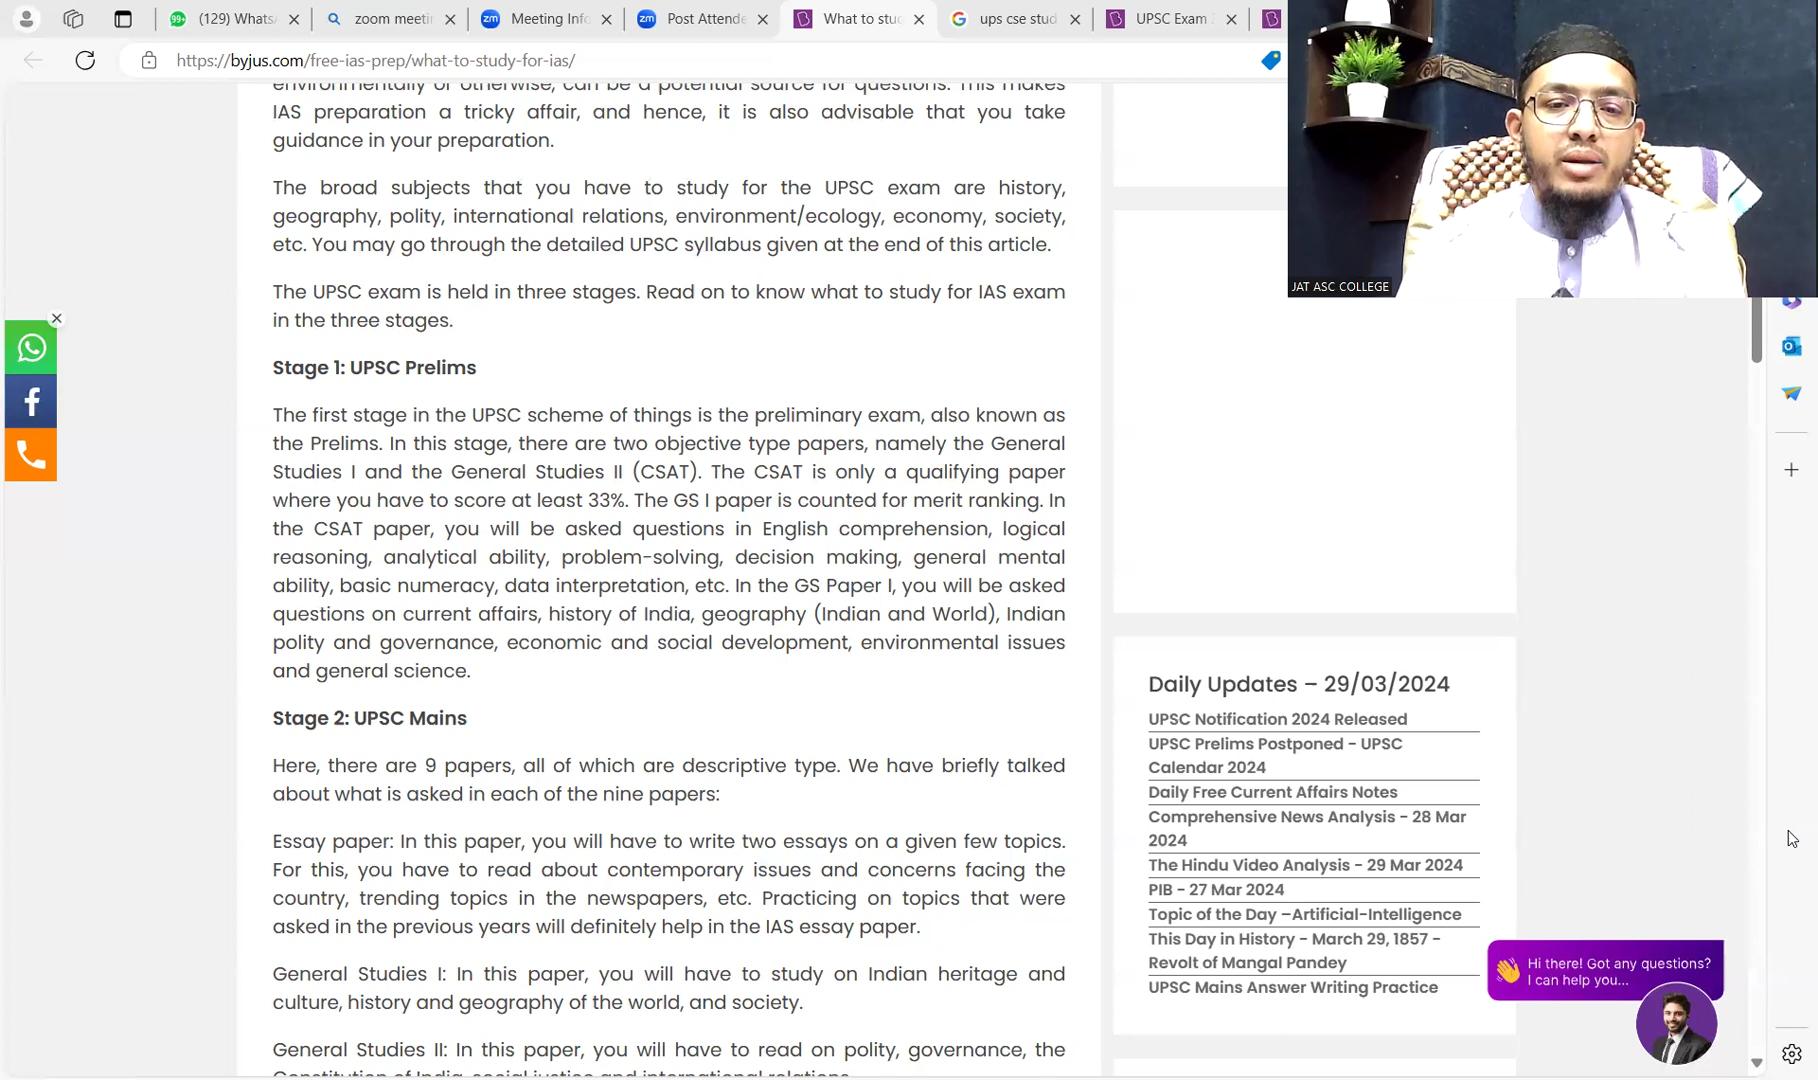 (129) Whats
zoom meeti
Meeting Info
Post Attende
What to stu
ups cse stud
UPSC Exam
https://byjus.com/free-ias-prep/what-to-study-for-ias/
environmentally or otherwise, can be a potential source for questions. This makes
IAS preparation a tricky affair, and hence, it is also advisable that you take
guidance in your preparation.
The broad subjects that you have to study for the UPSC exam are history,
geography, polity, international relations, environment/ecology, economy, society,
etc. You may go through the detailed UPSC syllabus given at the end of this article.
The UPSC exam is held in three stages. Read on to know what to study for IAS exam
in the three stages.
Stage 1: UPSC Prelims
The first stage in the UPSC scheme of things is the preliminary exam, also known as
the Prelims. In this stage, there are two objective type papers, namely the General
Studies I and the General Studies II (CSAT). The CSAT is only a qualifying paper
where you have to score at least 33%. The GS I paper is counted for merit ranking. In
the CSAT paper, you will be asked questions in English comprehension, logical
reasoning, analytical ability, problem-solving, decision making, general mental
ability, basic numeracy, data interpretation, etc. In the GS Paper I, you will be asked
questions on current affairs, history of India, geography (Indian and World), Indian
polity and governance, economic and social development, environmental issues
and general science.
Stage 2: UPSC Mains
Here, there are 9 papers, all of which are descriptive type. We have briefly talked
about what is asked in each of the nine papers:
Essay paper: In this paper, you will have to write two essays on a given few topics.
For this, you have to read about contemporary issues and concerns facing the
country, trending topics in the newspapers, etc. Practicing on topics that were
asked in the previous years will definitely help in the IAS essay paper.
General Studies I: In this paper, you will have to study on Indian heritage and
culture, history and geography of the world, and society.
General Studies II: In this paper, you will have to read on polity, governance, the
Constitution of India, social justice and international relations.
JAT ASC COLLEGE
Daily Updates – 29/03/2024
UPSC Notification 2024 Released
UPSC Prelims Postponed - UPSC
Calendar 2024
Daily Free Current Affairs Notes
Comprehensive News Analysis - 28 Mar
2024
The Hindu Video Analysis - 29 Mar 2024
PIB - 27 Mar 2024
Topic of the Day –Artificial-Intelligence
This Day in History - March 29, 1857 -
Revolt of Mangal Pandey
UPSC Mains Answer Writing Practice
Hi there! Got any questions?
I can help you...